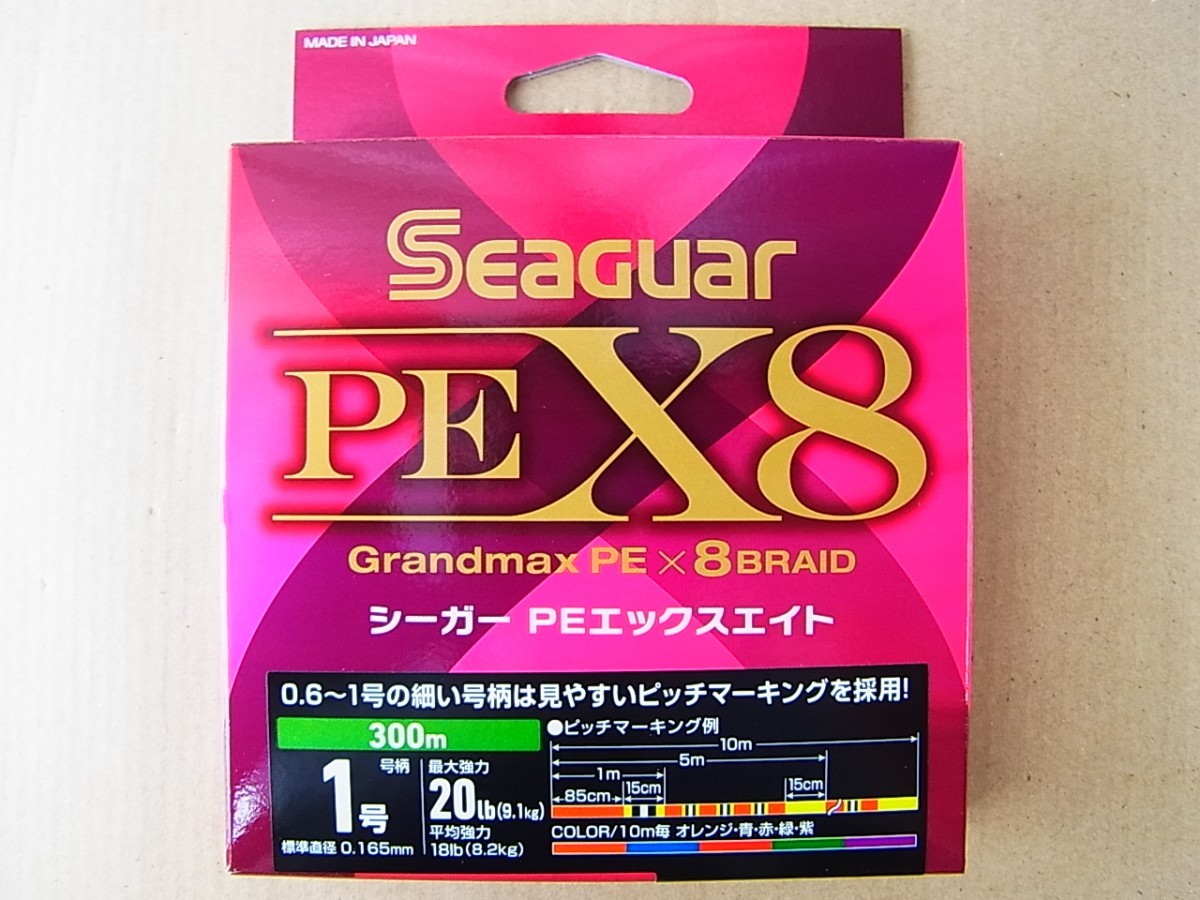 MADE IN JAPAN
SEAGUAR
PEX8
Grandmax PE×8BRAID
シーガー PEエックスエイト
0.6～1号の細い号柄は見やすいピッチマーキングを採用!
300m
号柄
1号
標準直径 0.165mm
最大強力
20lb(9.1kg)
平均強力
18lb(8.2kg)
●ピッチマーキング例
10m
5m
1m
85cm
15cm
15cm
COLOR/10m毎 オレンジ・青・赤・緑・紫